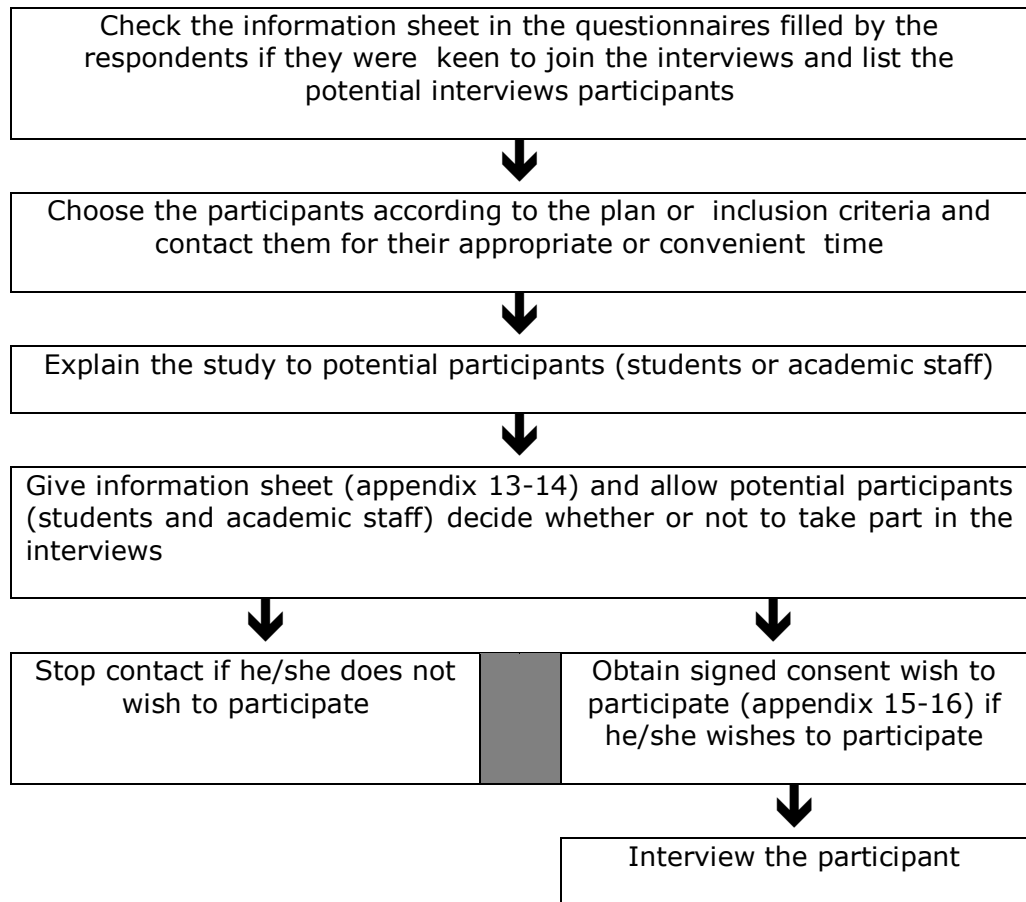 Check the information sheet in the questionnaires filled by the
respondents if they were keen to join the interviews and list the
potential interviews participants
Choose the participants according to the plan or inclusion criteria and
contact them for their appropriate or convenient time
Explain the study to potential participants (students or academic staff)
Give information sheet (appendix 13-14) and allow potential participants
(students and academic staff) decide whether or not to take part in the
interviews
Stop contact if he/she does not
wish to participate
Obtain signed consent wish to
participate (appendix 15-16) if
he/she wishes to participate
Interview the participant